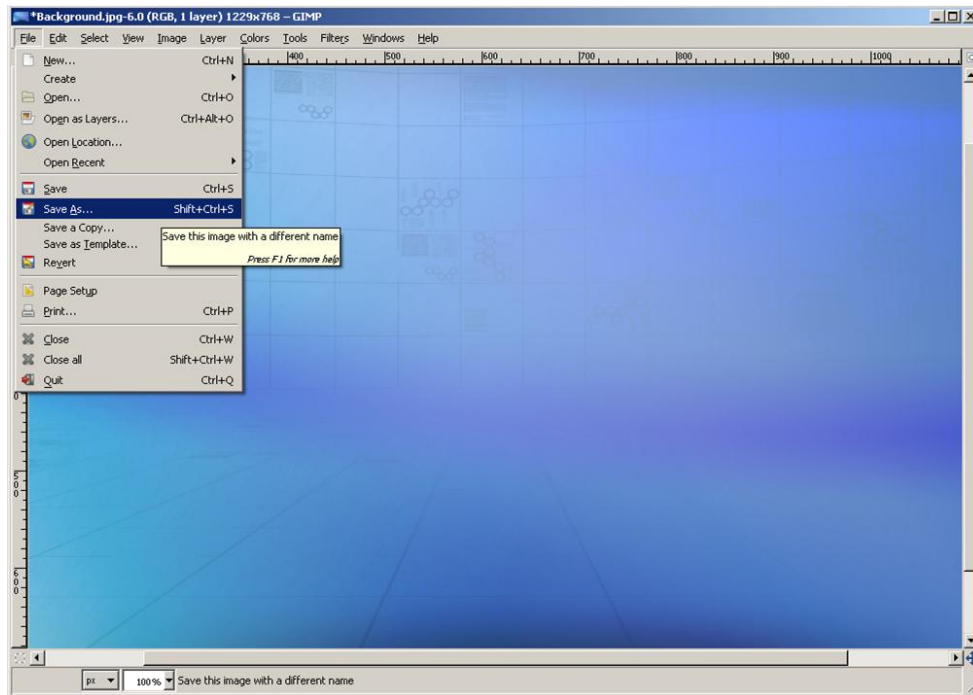 *Background.jpg-6.0 (RGB, 1 layer) 1229x768 – GIMP
File Edit Select View Image Layer Colors Tools Filters Windows Help
400 500 600 700 800 900 1000
New... Ctrl+N
Create
Open... Ctrl+O
Open as Layers... Ctrl+Alt+O
Open Location...
Open Recent
Save Ctrl+S
Save As... Shift+Ctrl+S
Save a Copy...
Save as Template...
Revert
Save this image with a different name
Press F1 for more help
Page Setup
Print... Ctrl+P
Close Ctrl+W
Close all Shift+Ctrl+W
Quit Ctrl+Q
0
500
600
px 100% Save this image with a different name